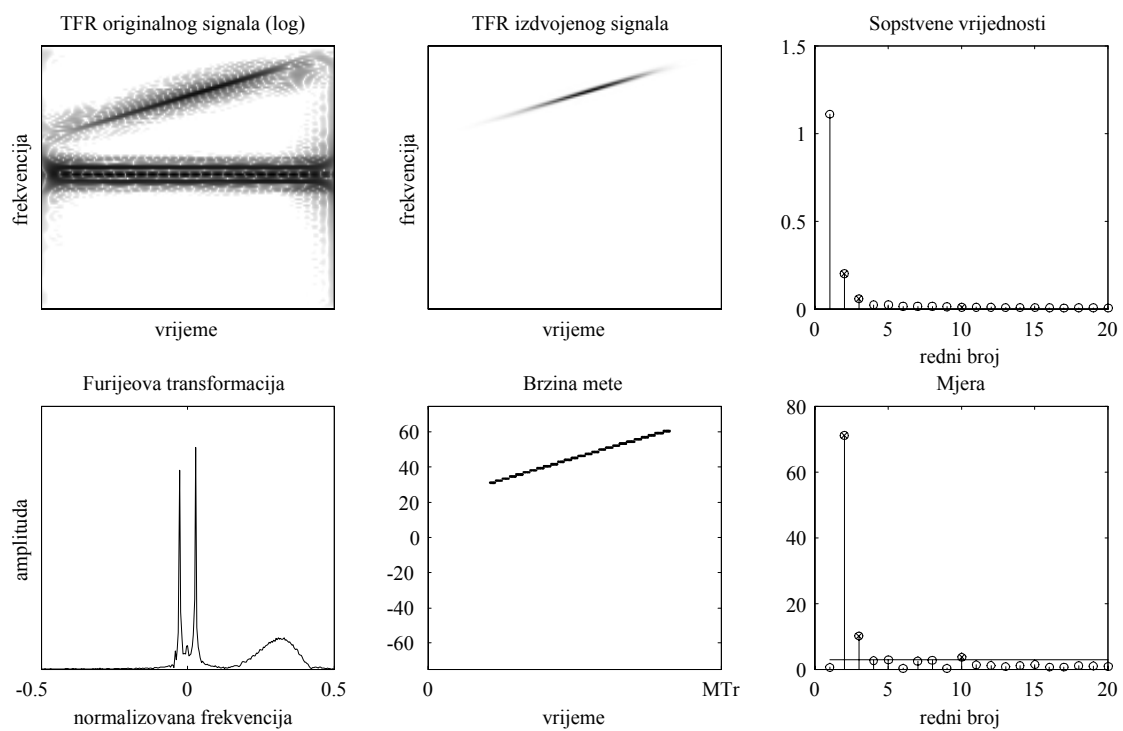 TFR originalnog signala (log)
frekvencija
vrijeme
TFR izdvojenog signala
frekvencija
vrijeme
Sopstvene vrijednosti
1.5
1
0.5
0
0 5 10 15 20
redni broj
Furijeova transformacija
amplituda
-0.5 0 0.5
normalizovana frekvencija
Brzina mete
60
40
20
0
-20
-40
-60
0 MTr
vrijeme
Mjera
80
60
40
20
0
0 5 10 15 20
redni broj